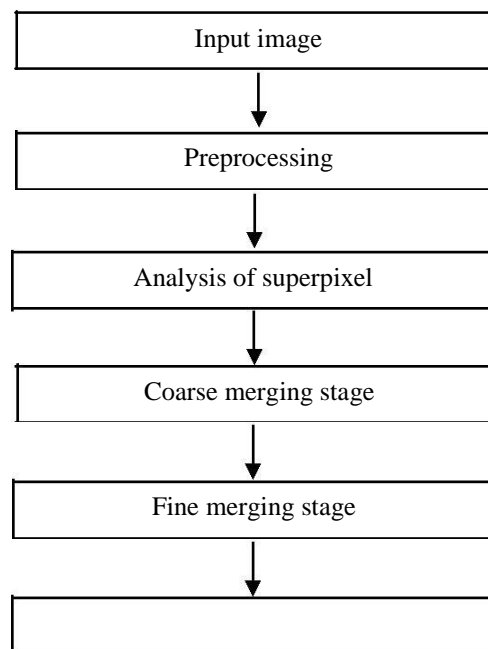 Input image
Preprocessing
Analysis of superpixel
Coarse merging stage
Fine merging stage